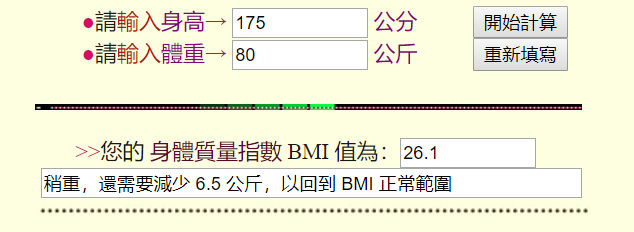 ●請輸入身高→ 175 公分 開始計算
●請輸入體重→ 80 公斤 重新填寫
>>您的 身體質量指數 BMI 值為： 26.1
稍重，還需要減少 6.5 公斤，以回到 BMI 正常範圍